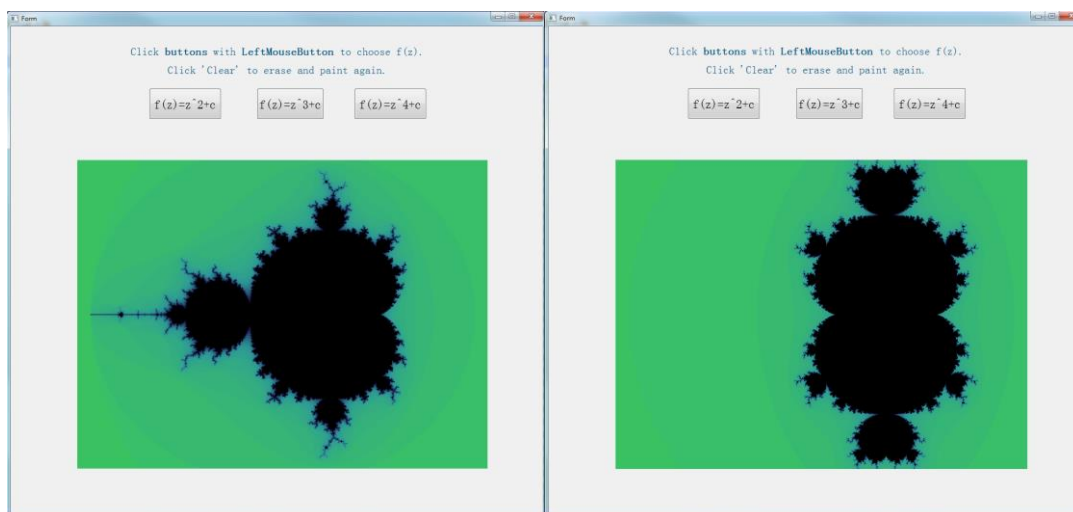 Form
Click buttons with LeftMouseButton to choose f(z).
Click 'Clear' to erase and paint again.
f(z)=z^2+c
f(z)=z^3+c
f(z)=z^4+c
Form
Click buttons with LeftMouseButton to choose f(z).
Click 'Clear' to erase and paint again.
f(z)=z^2+c
f(z)=z^3+c
f(z)=z^4+c